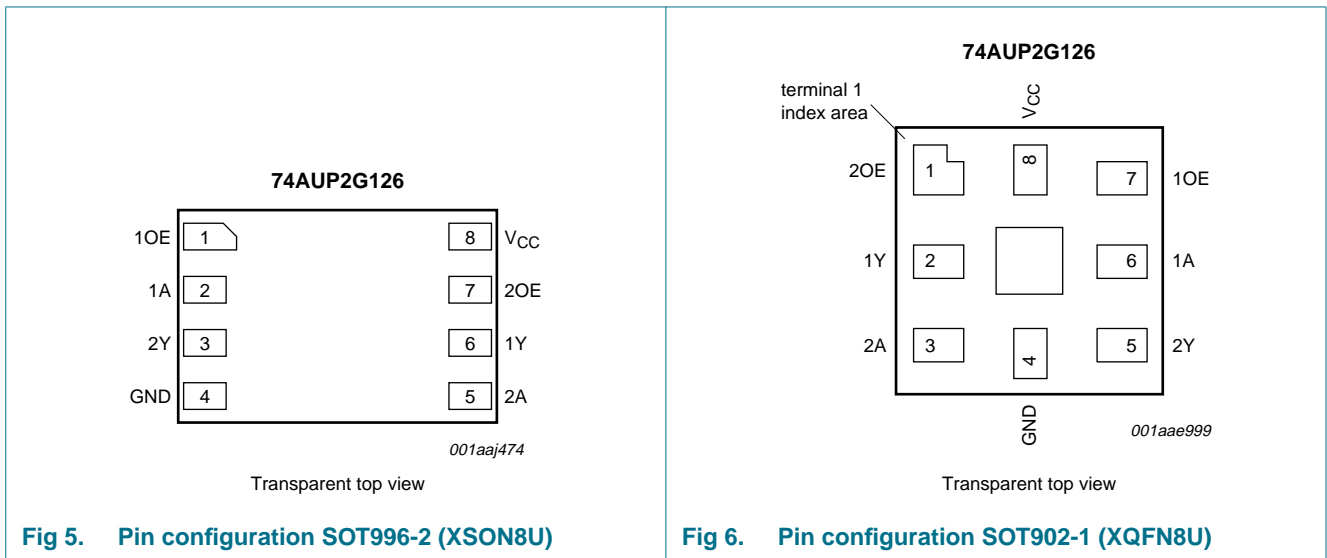 74AUP2G126
1OE 1 8 VCC
1A 2 7 2OE
2Y 3 6 1Y
GND 4 5 2A
001aaj474
Transparent top view
Fig 5. Pin configuration SOT996-2 (XSON8U)
74AUP2G126
terminal 1
index area
VCC
2OE 1 8 7 1OE
1Y 2 6 1A
2A 3 4 5 2Y
GND
001aae999
Transparent top view
Fig 6. Pin configuration SOT902-1 (XQFN8U)